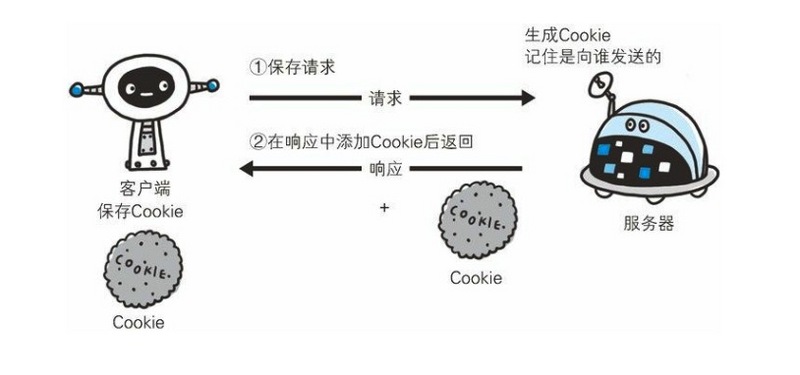 生成Cookie
记住是向谁发送的
①保存请求
请求
②在响应中添加Cookie后返回
响应
客户端
保存Cookie
+
COOKIE.
Cookie
服务器
COOKIE.
Cookie